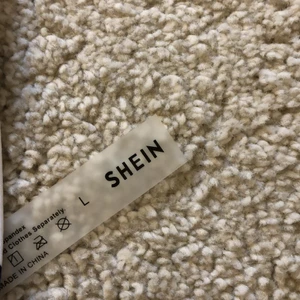 SHEIN
L
Clothes Separately.
MADE IN CHINA